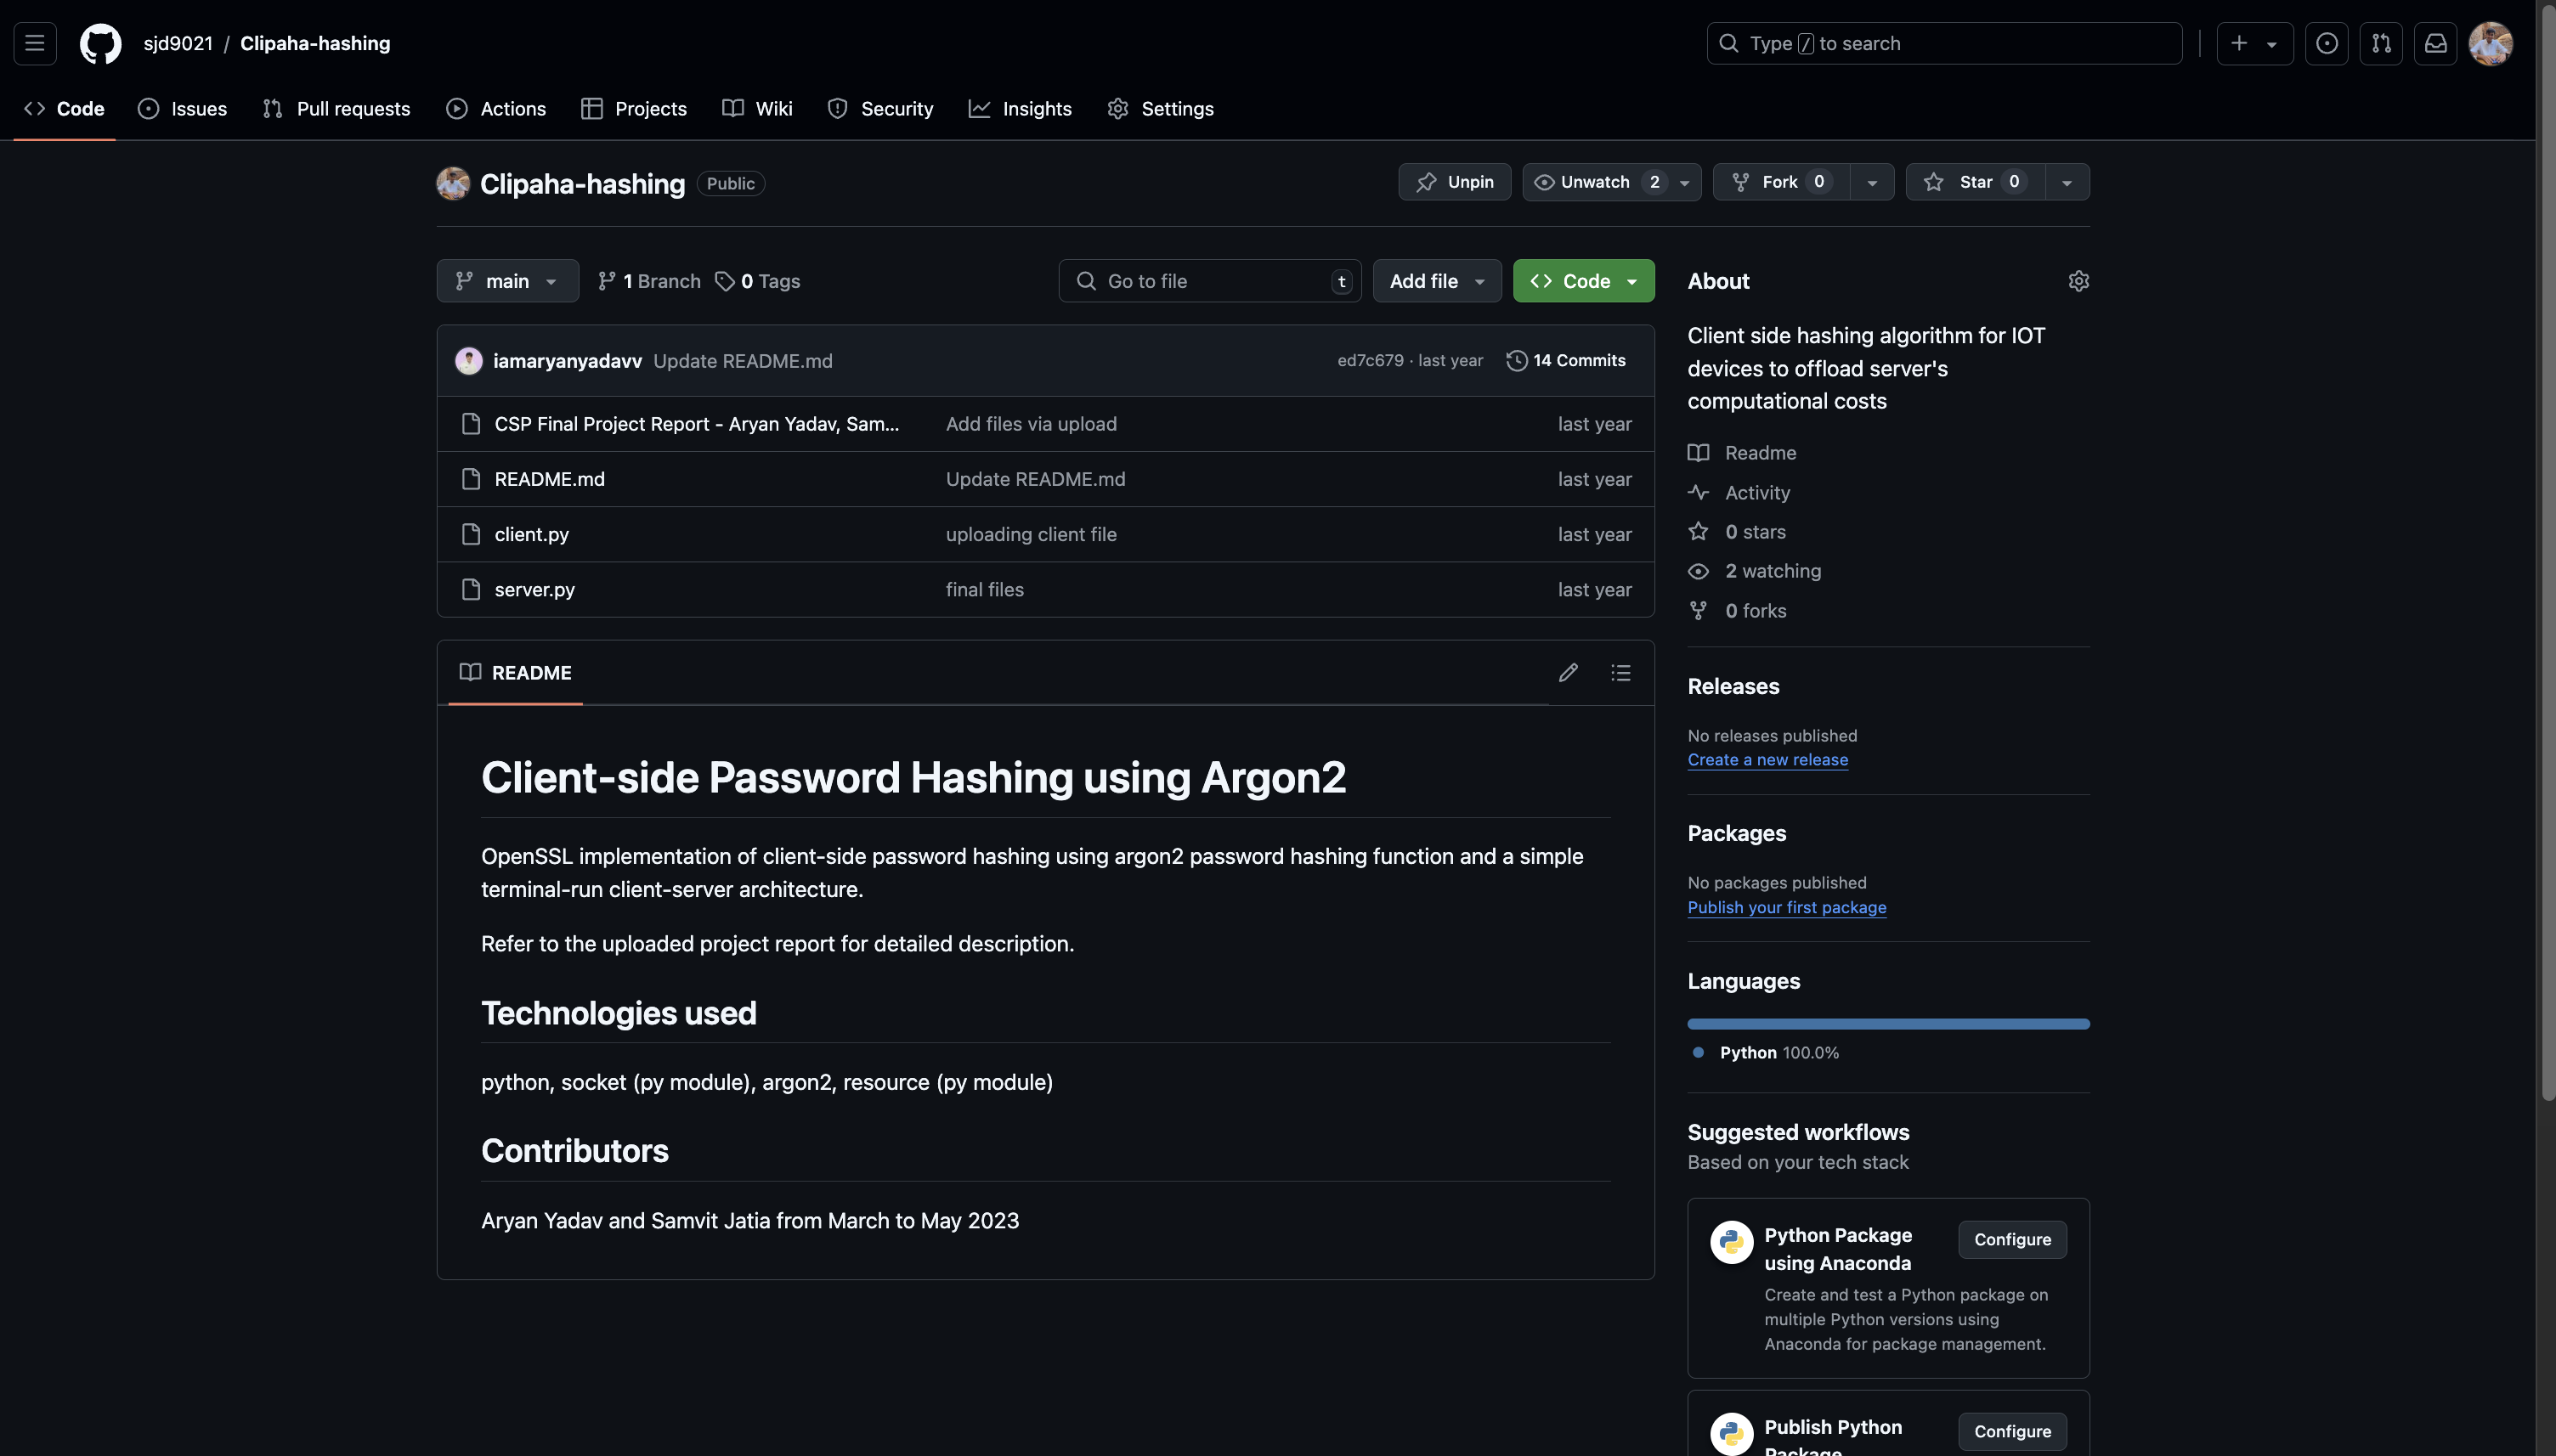 sjd9021 / Clipaha-hashing
Type / to search
Code Issues Pull requests Actions Projects Wiki Security Insights Settings
Clipaha-hashing Public
Unpin Unwatch 2 Fork 0 Star 0
main 1 Branch 0 Tags
Go to file t Add file Code
iamaryanyadavv Update README.md ed7c679 · last year 14 Commits
CSP Final Project Report - Aryan Yadav, Sam... Add files via upload last year
README.md Update README.md last year
client.py uploading client file last year
server.py final files last year
README
Client-side Password Hashing using Argon2
OpenSSL implementation of client-side password hashing using argon2 password hashing function and a simple
terminal-run client-server architecture.
Refer to the uploaded project report for detailed description.
Technologies used
python, socket (py module), argon2, resource (py module)
Contributors
Aryan Yadav and Samvit Jatia from March to May 2023
About
Client side hashing algorithm for IOT
devices to offload server's
computational costs
Readme
Activity
0 stars
2 watching
0 forks
Releases
No releases published
Create a new release
Packages
No packages published
Publish your first package
Languages
Python 100.0%
Suggested workflows
Based on your tech stack
Python Package
using Anaconda
Configure
Create and test a Python package on
multiple Python versions using
Anaconda for package management.
Publish Python
Package
Configure